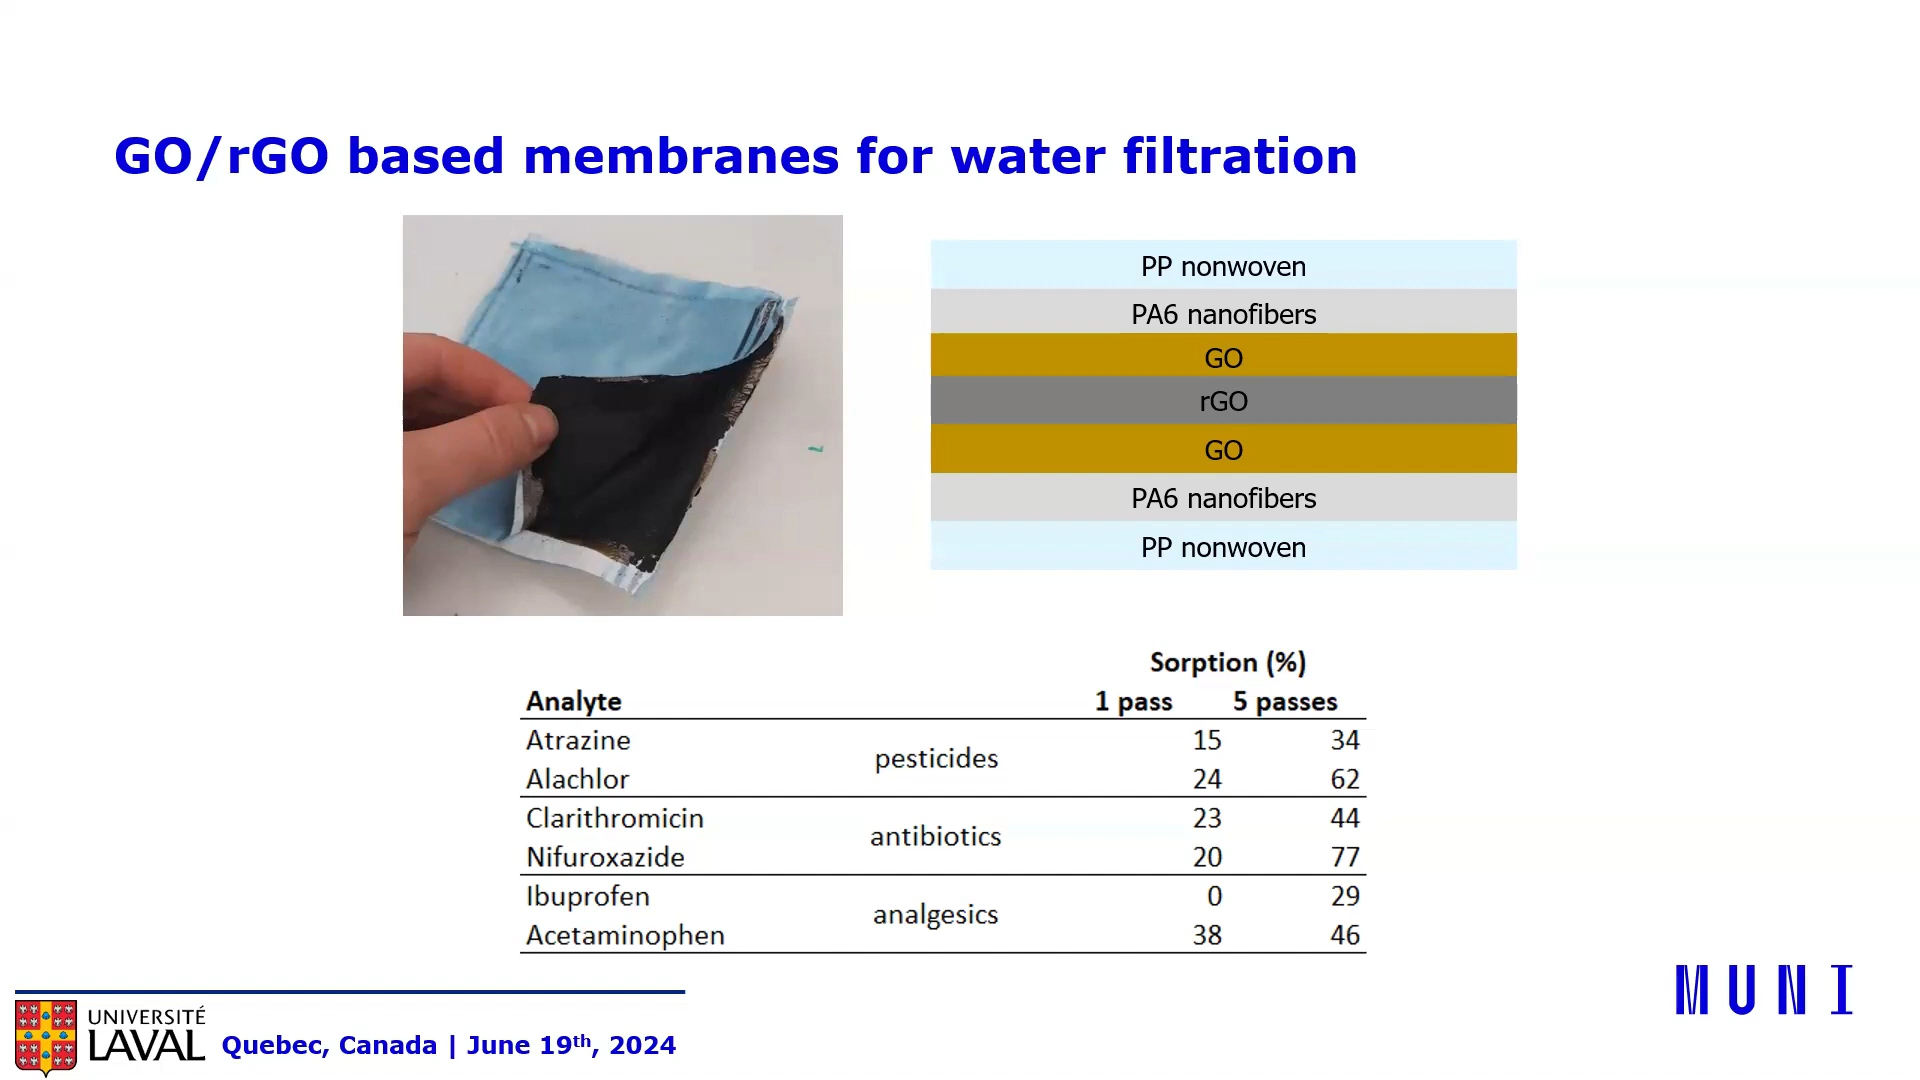 GO/rGO based membranes for water filtration
PP nonwoven
PA6 nanofibers
GO
rGO
GO
PA6 nanofibers
PP nonwoven
Sorption (%)
Analyte 1 pass 5 passes
Atrazine 15 34
pesticides
Alachlor 24 62
Clarithromicin 23 44
antibiotics
Nifuroxazide 20 77
Ibuprofen 0 29
analgesics
Acetaminophen 38 46
MUNI
UNIVERSITÉ
LAVAL
Quebec, Canada | June 19th, 2024